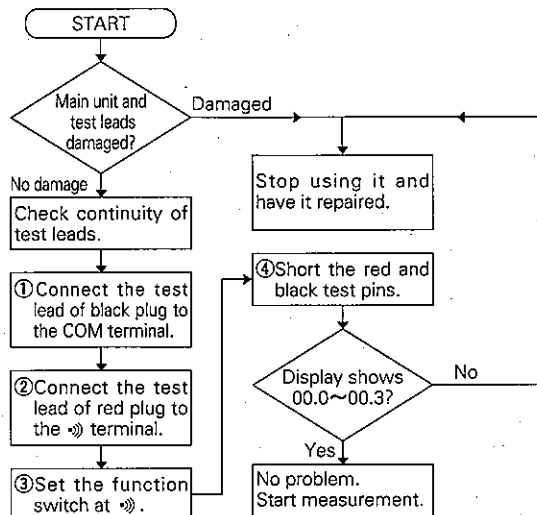 START
Main unit and
test leads
damaged?
Damaged
No damage
Stop using it and
have it repaired.
Check continuity of
test leads.
①Connect the test
lead of black plug to
the COM terminal.
②Connect the test
lead of red plug to
the •))) terminal.
③Set the function
switch at •))) .
④Short the red and
black test pins.
Display shows
00.0～00.3?
No
Yes
No problem.
Start measurement.